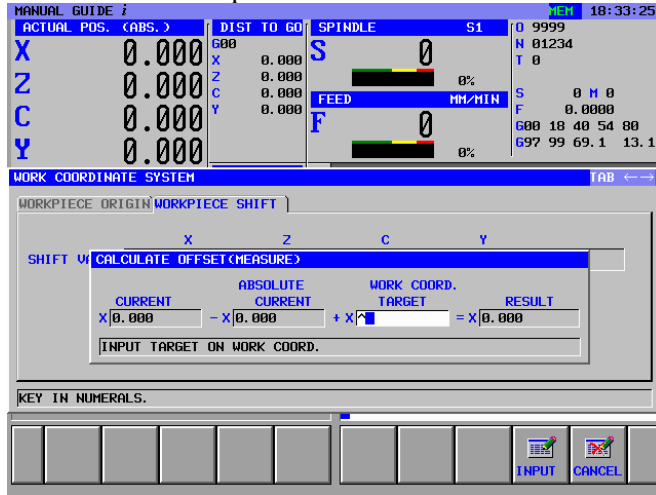 MANUAL GUIDE i MEM 18:33:25
ACTUAL POS. (ABS.) DIST TO GO SPINDLE S1 O 9999
G00 N 01234
X 0.000 X 0.000 S 0 T 0
Z 0.000 Z 0.000 0%
C 0.000 C 0.000 FEED MM/MIN S 0 M 0
Y 0.000 Y 0.000 F 0 F 0.0000
G00 18 40 54 80
0% G97 99 69.1 13.1
WORK COORDINATE SYSTEM TAB ←→
WORKPIECE ORIGIN WORKPIECE SHIFT
X Z C Y
SHIFT VA
CALCULATE OFFSET(MEASURE)
ABSOLUTE WORK COORD.
CURRENT CURRENT TARGET RESULT
X 0.000 - X 0.000 + X ^ = X 0.000
INPUT TARGET ON WORK COORD.
KEY IN NUMERALS.
INPUT CANCEL